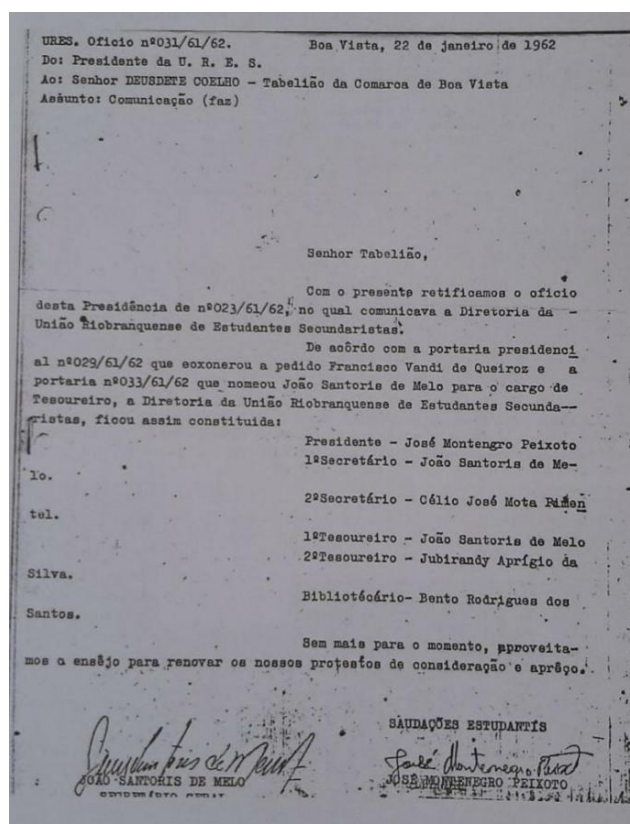 URES. Oficio nº031/61/62. Boa Vista, 22 de janeiro de 1962
Do: Presidente da U. R. E. S.
Ao: Senhor DEUSDETE COELHO - Tabelião da Comarca de Boa Vista
Assunto: Comunicação (faz)
Senhor Tabelião,
Com o presente retificamos o oficio
desta Presidência de nº023/61/62, no qual comunicava a Diretoria da -
União Riobranquense de Estudantes Secundaristas.
De acôrdo com a portaria presidenci
al nº029/61/62 que eoxonerou a pedido Francisco Vandi de Queiroz e a
portaria nº033/61/62 que nomeou João Santoris de Melo para o cargo de
Tesoureiro, a Diretoria da União Riobranquense de Estudantes Secunda--
ristas, ficou assim constituida:
Presidente - José Montengro Peixoto
1ºSecretário - João Santoris de Me-
lo.
2ºSecretário - Célio José Mota Pimen
tel.
1ºTesoureiro - João Santoris de Melo
2ºTesoureiro - Jubirandy Aprígio da
Silva.
Bibliotécário- Bento Rodrigues dos
Santos.
Sem mais para o momento, aproveita-
mos o ensêjo para renovar os nossos protestos de consideração e aprêço.
SAUDAÇÕES ESTUDANTÍS
José Montenegro Peixoto
JOÃO SANTORIS DE MELO JOSÉ MONTENEGRO PEIXOTO